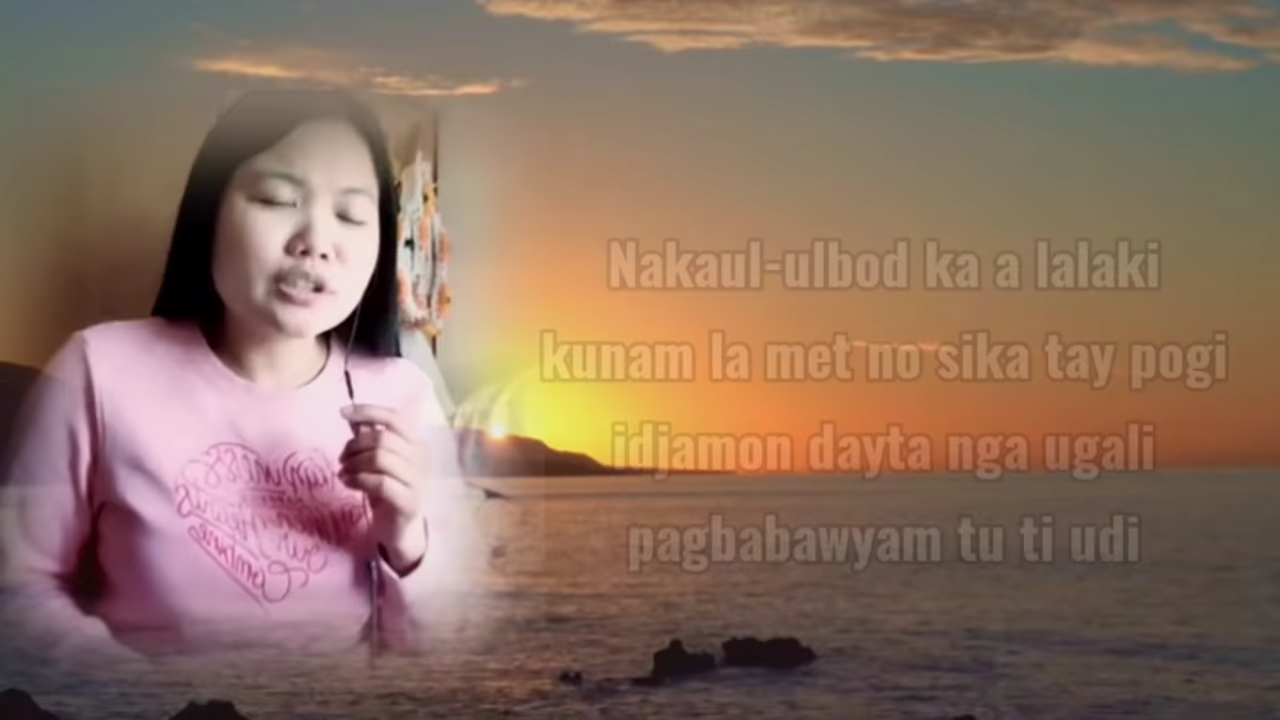 Nakaul-ulbod ka a lalaki
kunam la met no sika tay pogi
idjamon dayta nga ugali
pagbabawyam tu ti udi